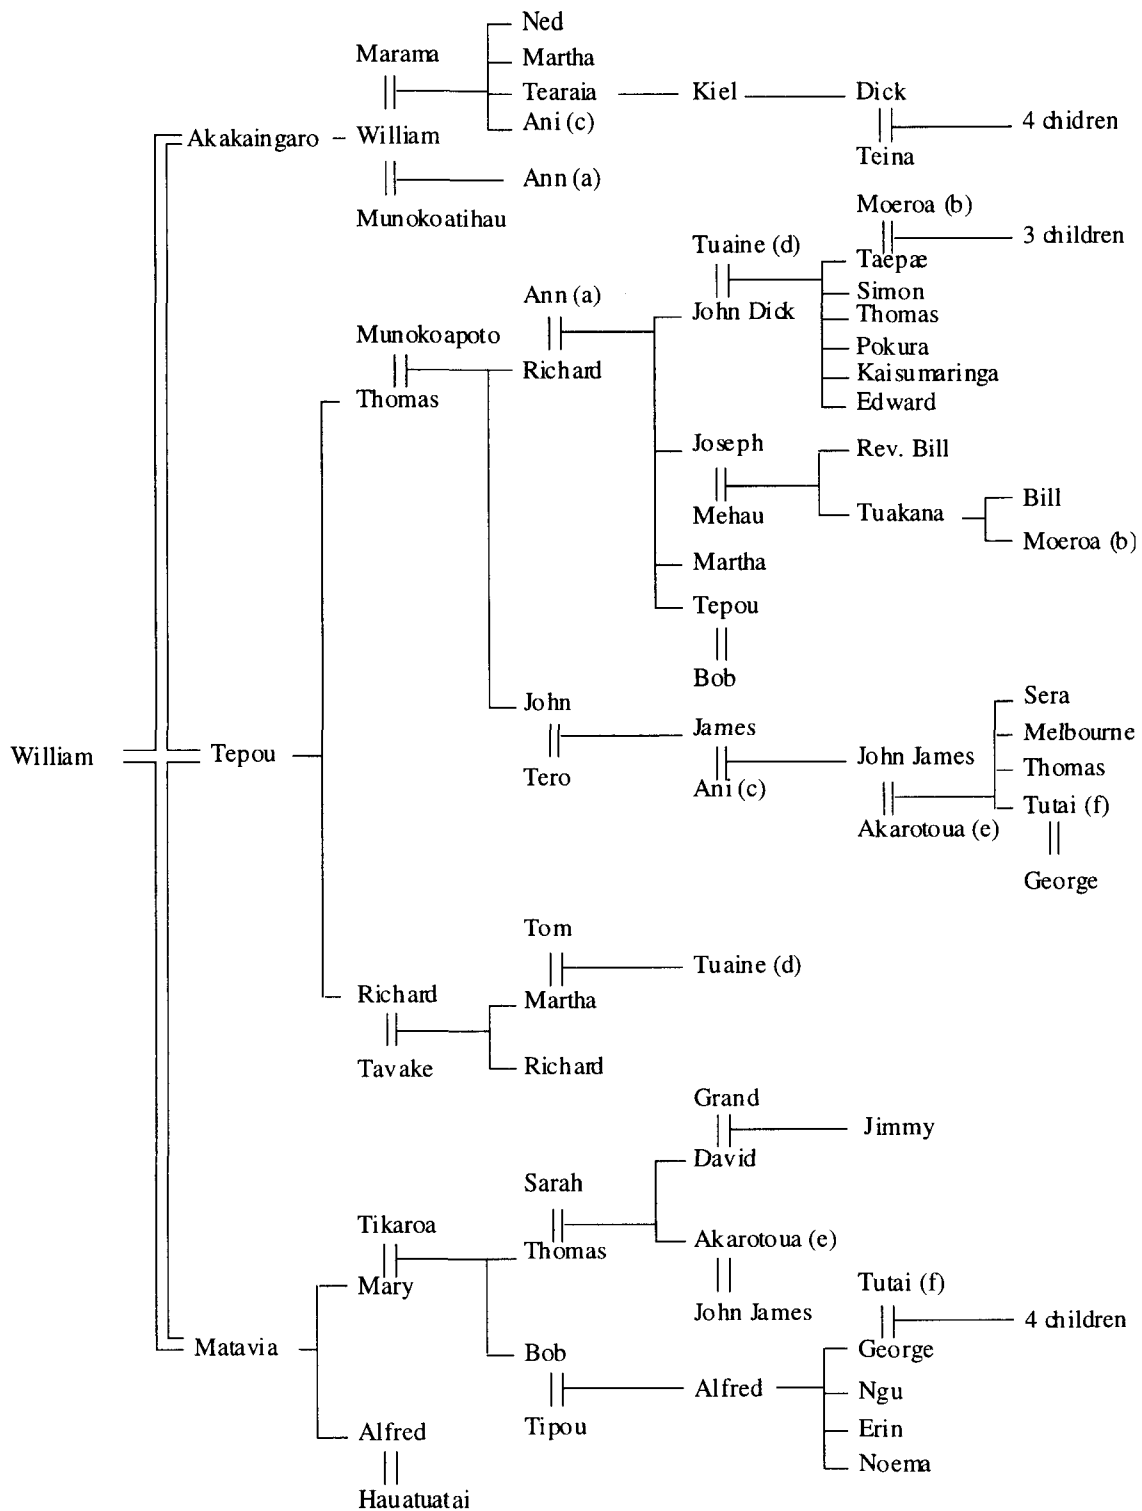 Ned
Marama
Martha
Tearaia
Kiel
Dick
Ani (c)
4 chidren
Akakaingaro
William
Teina
Ann (a)
Munokoatihau
Moeroa (b)
3 children
Tuaine (d)
Taepae
Simon
Ann (a)
John Dick
Thomas
Munokoapoto
Pokura
Richard
Kaisumaringa
Thomas
Edward
Joseph
Rev. Bill
Bill
Mehau
Tuakana
Moeroa (b)
Martha
Tepou
Bob
Sera
John
James
Melbourne
William
Tepou
John James
Thomas
Tero
Ani (c)
Tutai (f)
Akarotoua (e)
George
Tom
Tuaine (d)
Richard
Martha
Tavake
Richard
Grand
Jimmy
David
Sarah
Tikaroa
Akarotoua (e)
Thomas
Mary
Tutai (f)
John James
4 children
Matavia
Bob
George
Alfred
Ngu
Tipou
Alfred
Erin
Noema
Hauatuatai